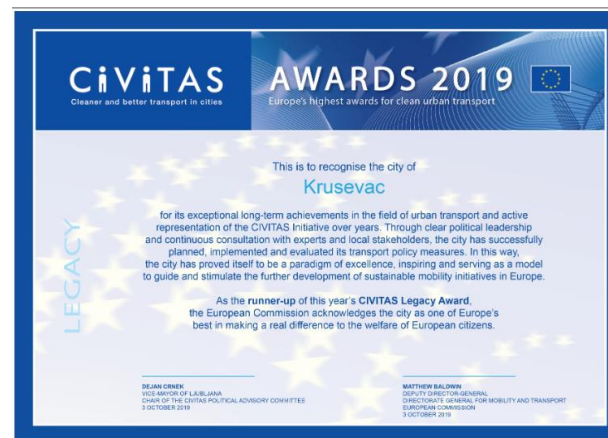 CiViTAS
Cleaner and better transport in cities
AWARDS 2019
Europe's highest awards for clean urban transport
LEGACY
This is to recognise the city of
Krusevac
for its exceptional long-term achievements in the field of urban transport and active
representation of the CIVITAS Initiative over years. Through clear political leadership
and continuous consultation with experts and local stakeholders, the city has successfully
planned, implemented and evaluated its transport policy measures. In this way,
the city has proved itself to be a paradigm of excellence, inspiring and serving as a model
to guide and stimulate the further development of sustainable mobility initiatives in Europe.
As the runner-up of this year's CIVITAS Legacy Award,
the European Commission acknowledges the city as one of Europe's
best in making a real difference to the welfare of European citizens.
DEJAN CRNEK
VICE-MAYOR OF LJUBLJANA
CHAIR OF THE CIVITAS POLITICAL ADVISORY COMMITTEE
3 OCTOBER 2019
MATTHEW BALDWIN
DEPUTY DIRECTOR-GENERAL
DIRECTORATE GENERAL FOR MOBILITY AND TRANSPORT
EUROPEAN COMMISSION
3 OCTOBER 2019